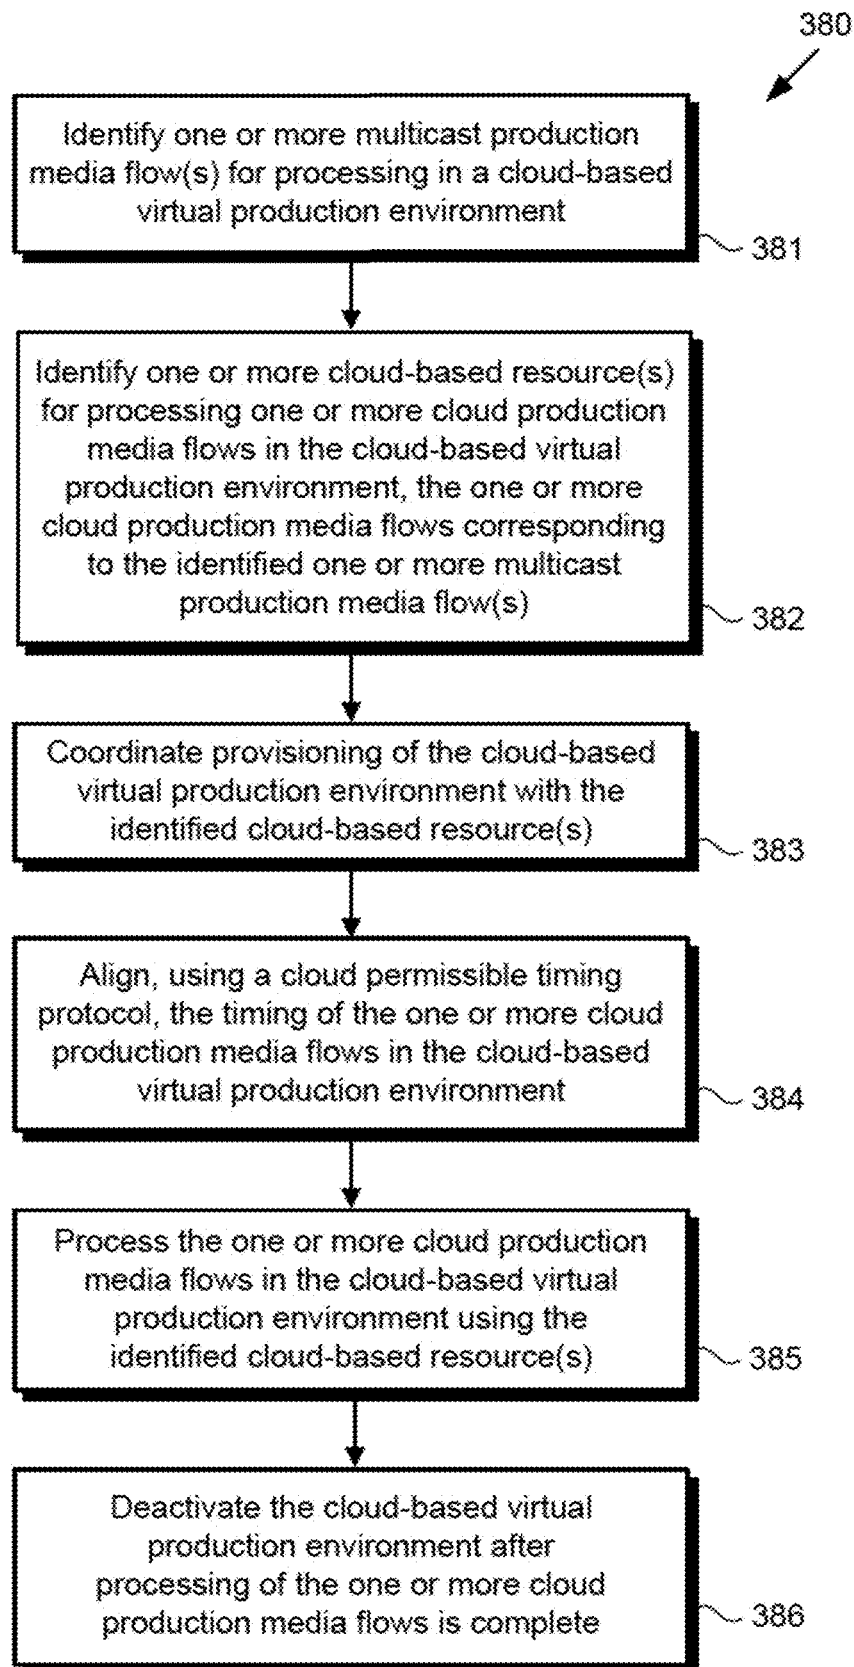 380
Identify one or more multicast production
media flow(s) for processing in a cloud-based
virtual production environment
381
Identify one or more cloud-based resource(s)
for processing one or more cloud production
media flows in the cloud-based virtual
production environment, the one or more
cloud production media flows corresponding
to the identified one or more multicast
production media flow(s)
382
Coordinate provisioning of the cloud-based
virtual production environment with the
identified cloud-based resource(s)
383
Align, using a cloud permissible timing
protocol, the timing of the one or more cloud
production media flows in the cloud-based
virtual production environment
384
Process the one or more cloud production
media flows in the cloud-based virtual
production environment using the
identified cloud-based resource(s)
385
Deactivate the cloud-based virtual
production environment after
processing of the one or more cloud
production media flows is complete
386